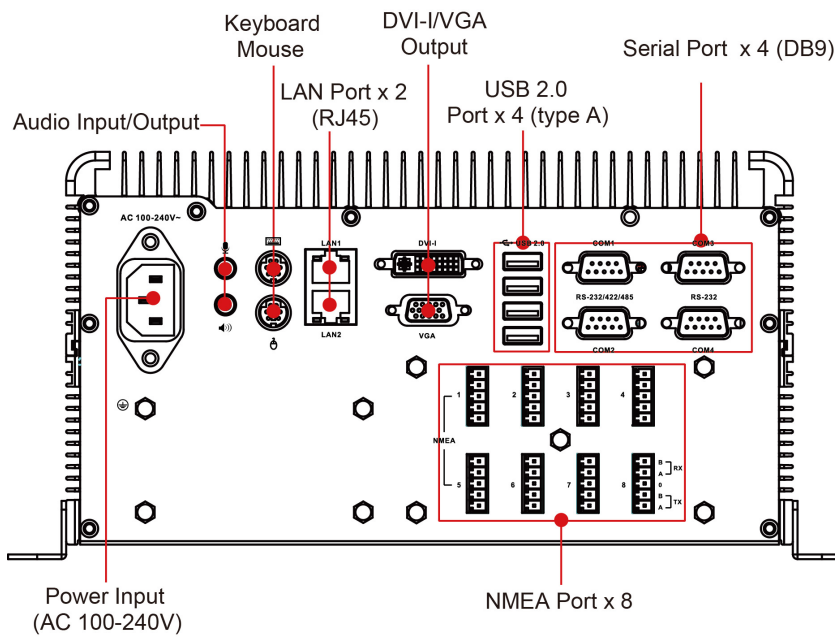 Keyboard
Mouse
DVI-I/VGA
Output
Serial Port x 4 (DB9)
LAN Port x 2
(RJ45)
USB 2.0
Port x 4 (type A)
Audio Input/Output
AC 100-240V~
LAN1
DVI-I
USB 2.0
COM1
COM3
RS-232/422/485
RS-232
LAN2
VGA
COM2
COM4
1
2
3
4
NMEA
5
6
7
8
B
A
RX
0
B
A
TX
Power Input
(AC 100-240V)
NMEA Port x 8